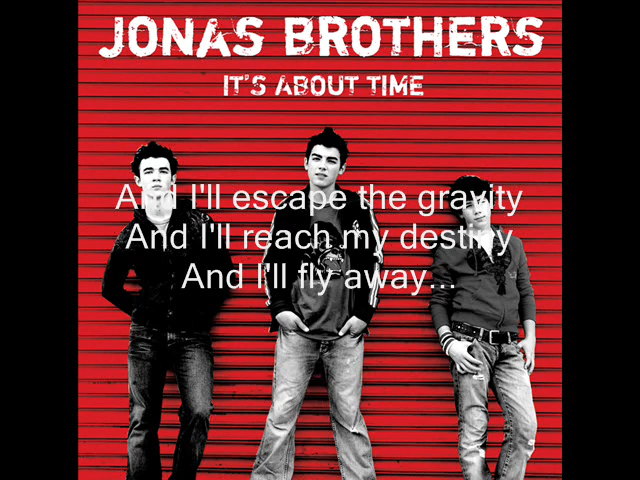 JONAS BROTHERS
IT'S ABOUT TIME
And I'll escape the gravity
And I'll reach my destiny
And I'll fly away...